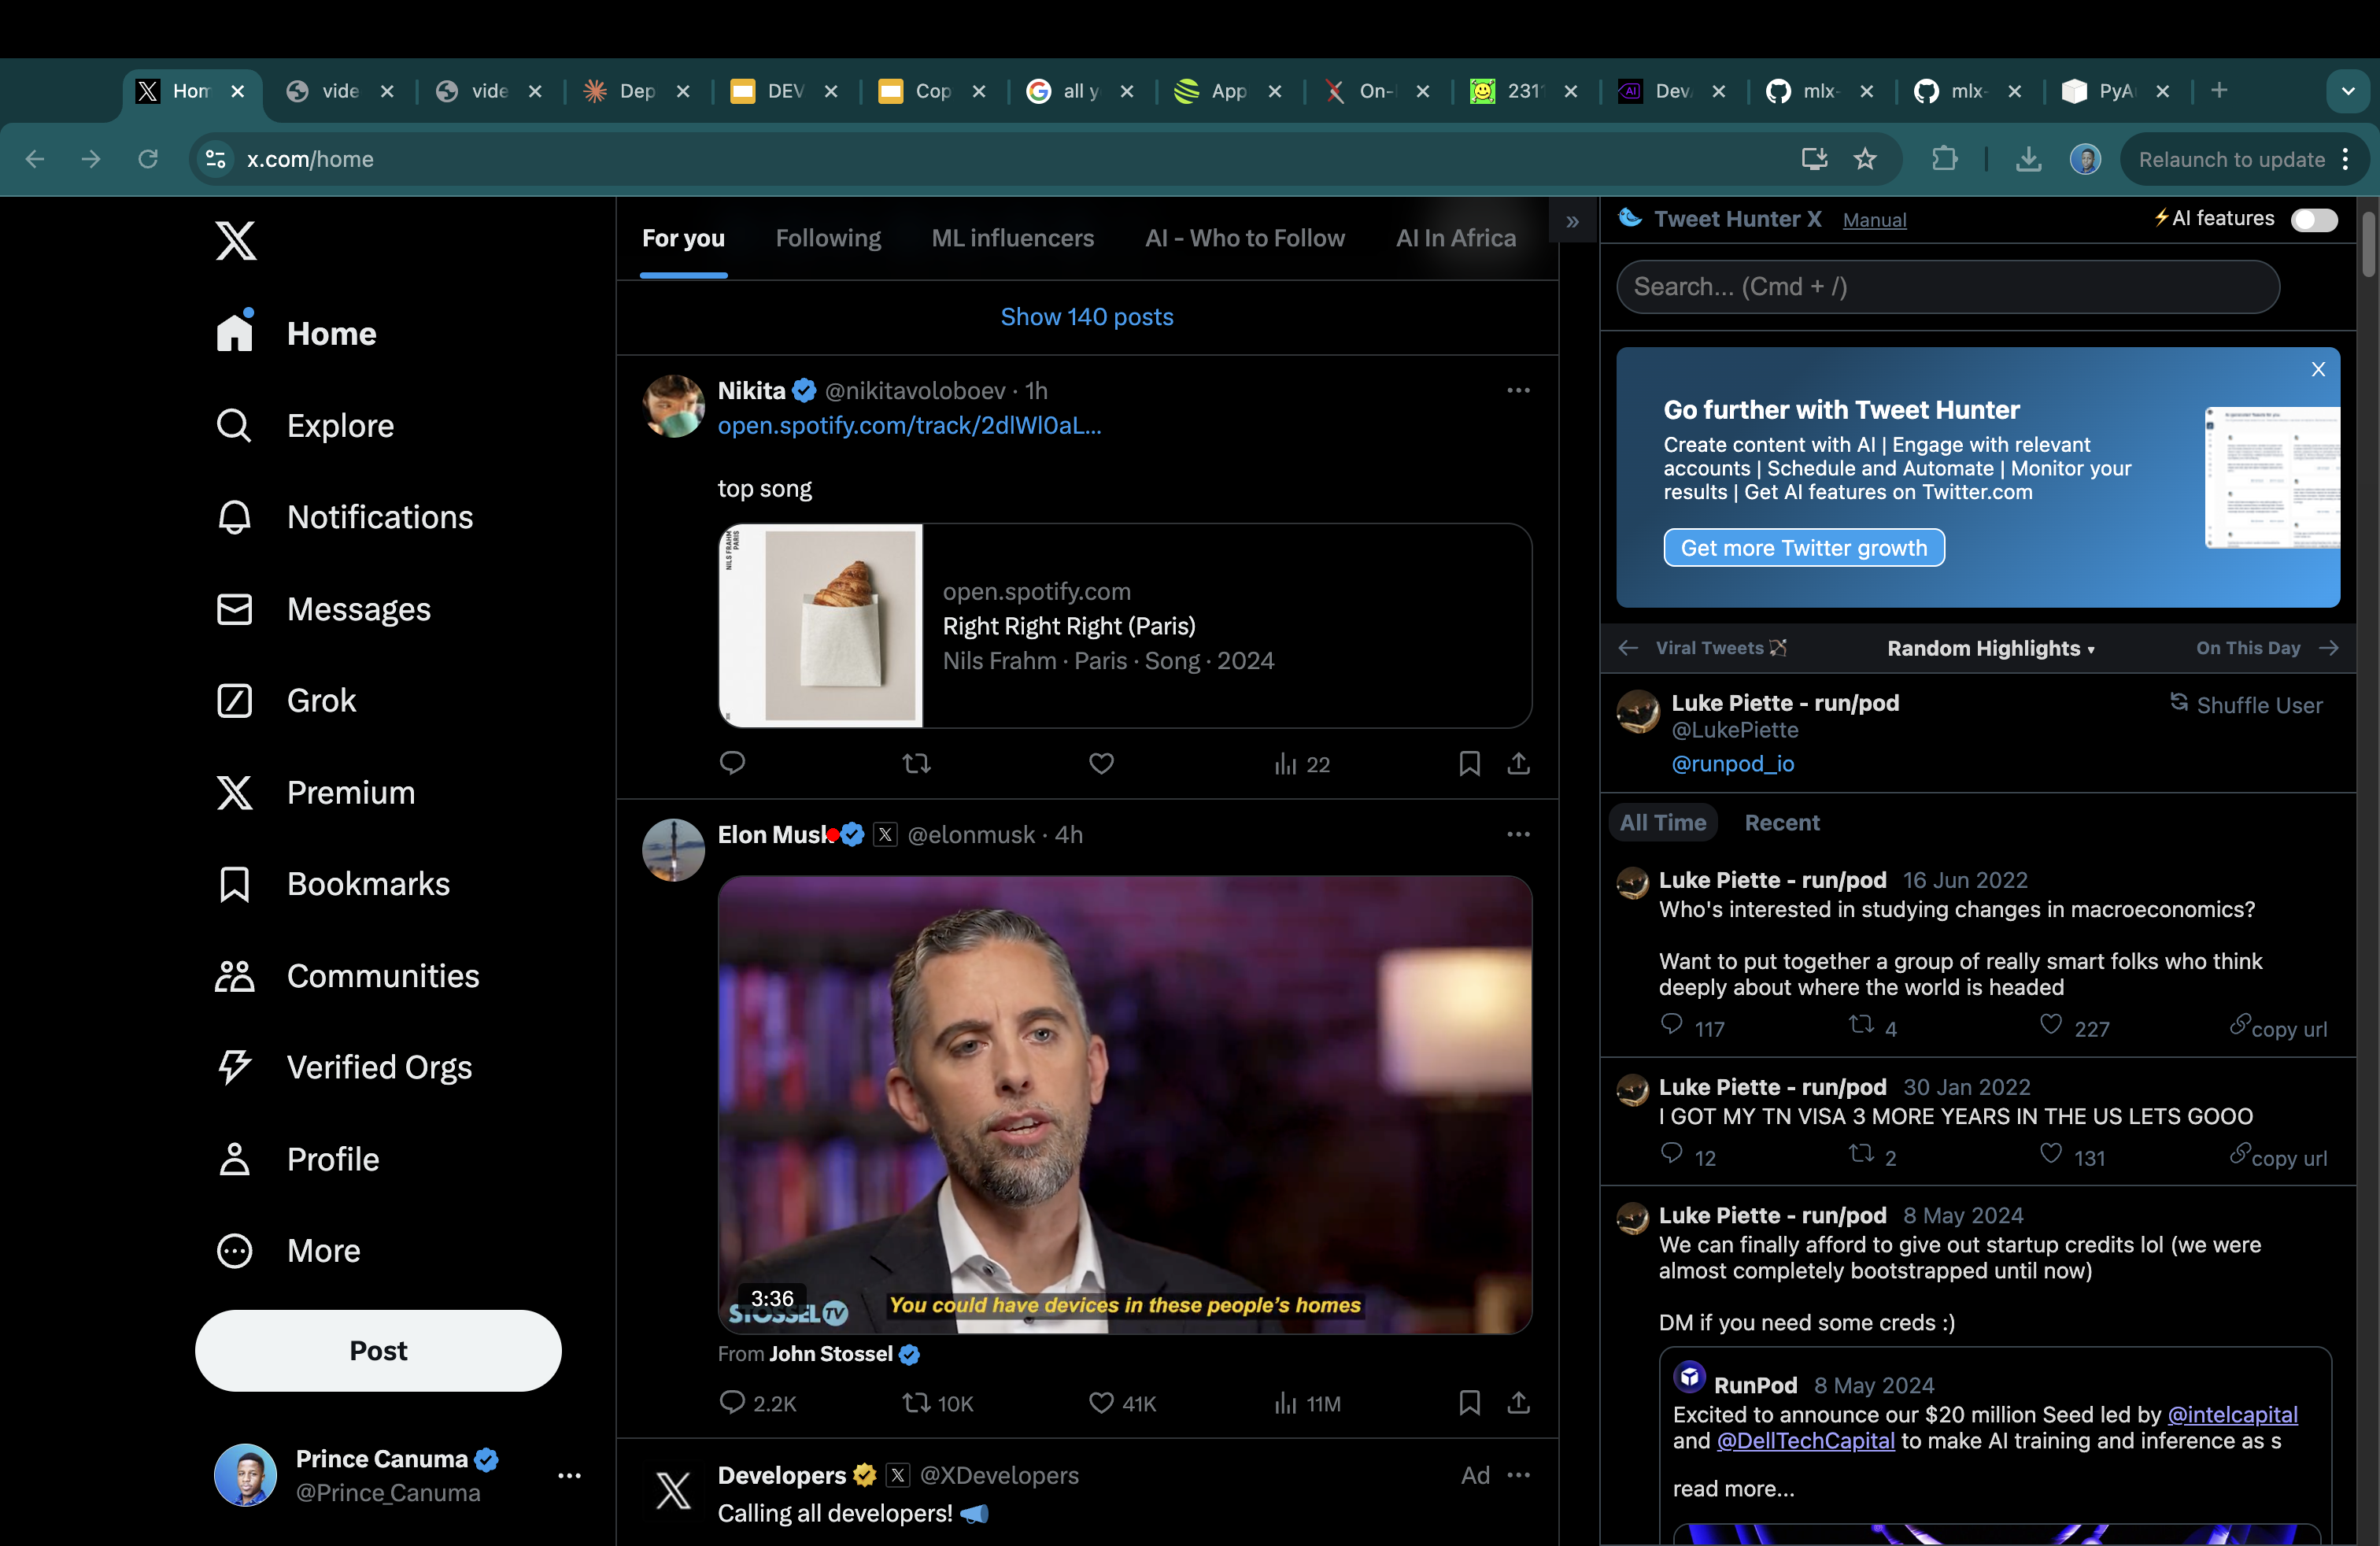 Hom
vide
vide
Dep
DEV
Cop
all y
App
On-
231
Dev
mlx-
mlx-
PyA
x.com/home
Relaunch to update
Home
Explore
Notifications
Messages
Grok
Premium
Bookmarks
Communities
Verified Orgs
Profile
More
Post
Prince Canuma
@Prince_Canuma
For you
Following
ML influencers
AI - Who to Follow
AI In Africa
Show 140 posts
Nikita @nikitavoloboev · 1h
open.spotify.com/track/2dlWl0aL...
top song
NILS FRAHM
PARIS
open.spotify.com
Right Right Right (Paris)
Nils Frahm · Paris · Song · 2024
22
Elon Musk @elonmusk · 4h
3:36
STOSSEL TV
You could have devices in these people's homes
From John Stossel
2.2K
10K
41K
11M
Developers @XDevelopers
Ad
Calling all developers!
»
Tweet Hunter X
Manual
AI features
Search... (Cmd + /)
X
Go further with Tweet Hunter
Create content with AI | Engage with relevant
accounts | Schedule and Automate | Monitor your
results | Get AI features on Twitter.com
Get more Twitter growth
← Viral Tweets
Random Highlights ▾
On This Day →
Luke Piette - run/pod
@LukePiette
@runpod_io
Shuffle User
All Time
Recent
Luke Piette - run/pod 16 Jun 2022
Who's interested in studying changes in macroeconomics?
Want to put together a group of really smart folks who think
deeply about where the world is headed
117
4
227
copy url
Luke Piette - run/pod 30 Jan 2022
I GOT MY TN VISA 3 MORE YEARS IN THE US LETS GOOO
12
2
131
copy url
Luke Piette - run/pod 8 May 2024
We can finally afford to give out startup credits lol (we were
almost completely bootstrapped until now)
DM if you need some creds :)
RunPod 8 May 2024
Excited to announce our $20 million Seed led by @intelcapital
and @DellTechCapital to make AI training and inference as s
read more...